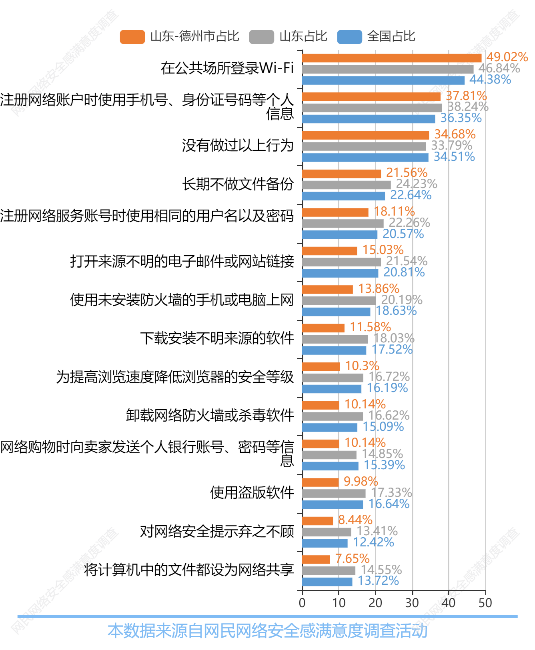 山东-德州市占比 山东占比 全国占比
在公共场所登录Wi-Fi
49.02%
46.84%
44.38%
注册网络账户时使用手机号、身份证号码等个人
信息
37.81%
38.24%
36.35%
没有做过以上行为
34.68%
33.79%
34.51%
长期不做文件备份
21.56%
24.23%
22.64%
注册网络服务账号时使用相同的用户名以及密码
18.11%
22.26%
20.57%
打开来源不明的电子邮件或网站链接
15.03%
21.54%
20.81%
使用未安装防火墙的手机或电脑上网
13.86%
20.19%
18.63%
下载安装不明来源的软件
11.58%
18.03%
17.52%
为提高浏览速度降低浏览器的安全等级
10.3%
16.72%
16.19%
卸载网络防火墙或杀毒软件
10.14%
16.62%
15.09%
网络购物时向卖家发送个人银行账号、密码等信
息
10.14%
14.85%
15.39%
使用盗版软件
9.98%
17.33%
16.64%
对网络安全提示弃之不顾
8.44%
13.41%
12.42%
将计算机中的文件都设为网络共享
7.65%
14.55%
13.72%
0 10 20 30 40 50
本数据来源自网民网络安全感满意度调查活动